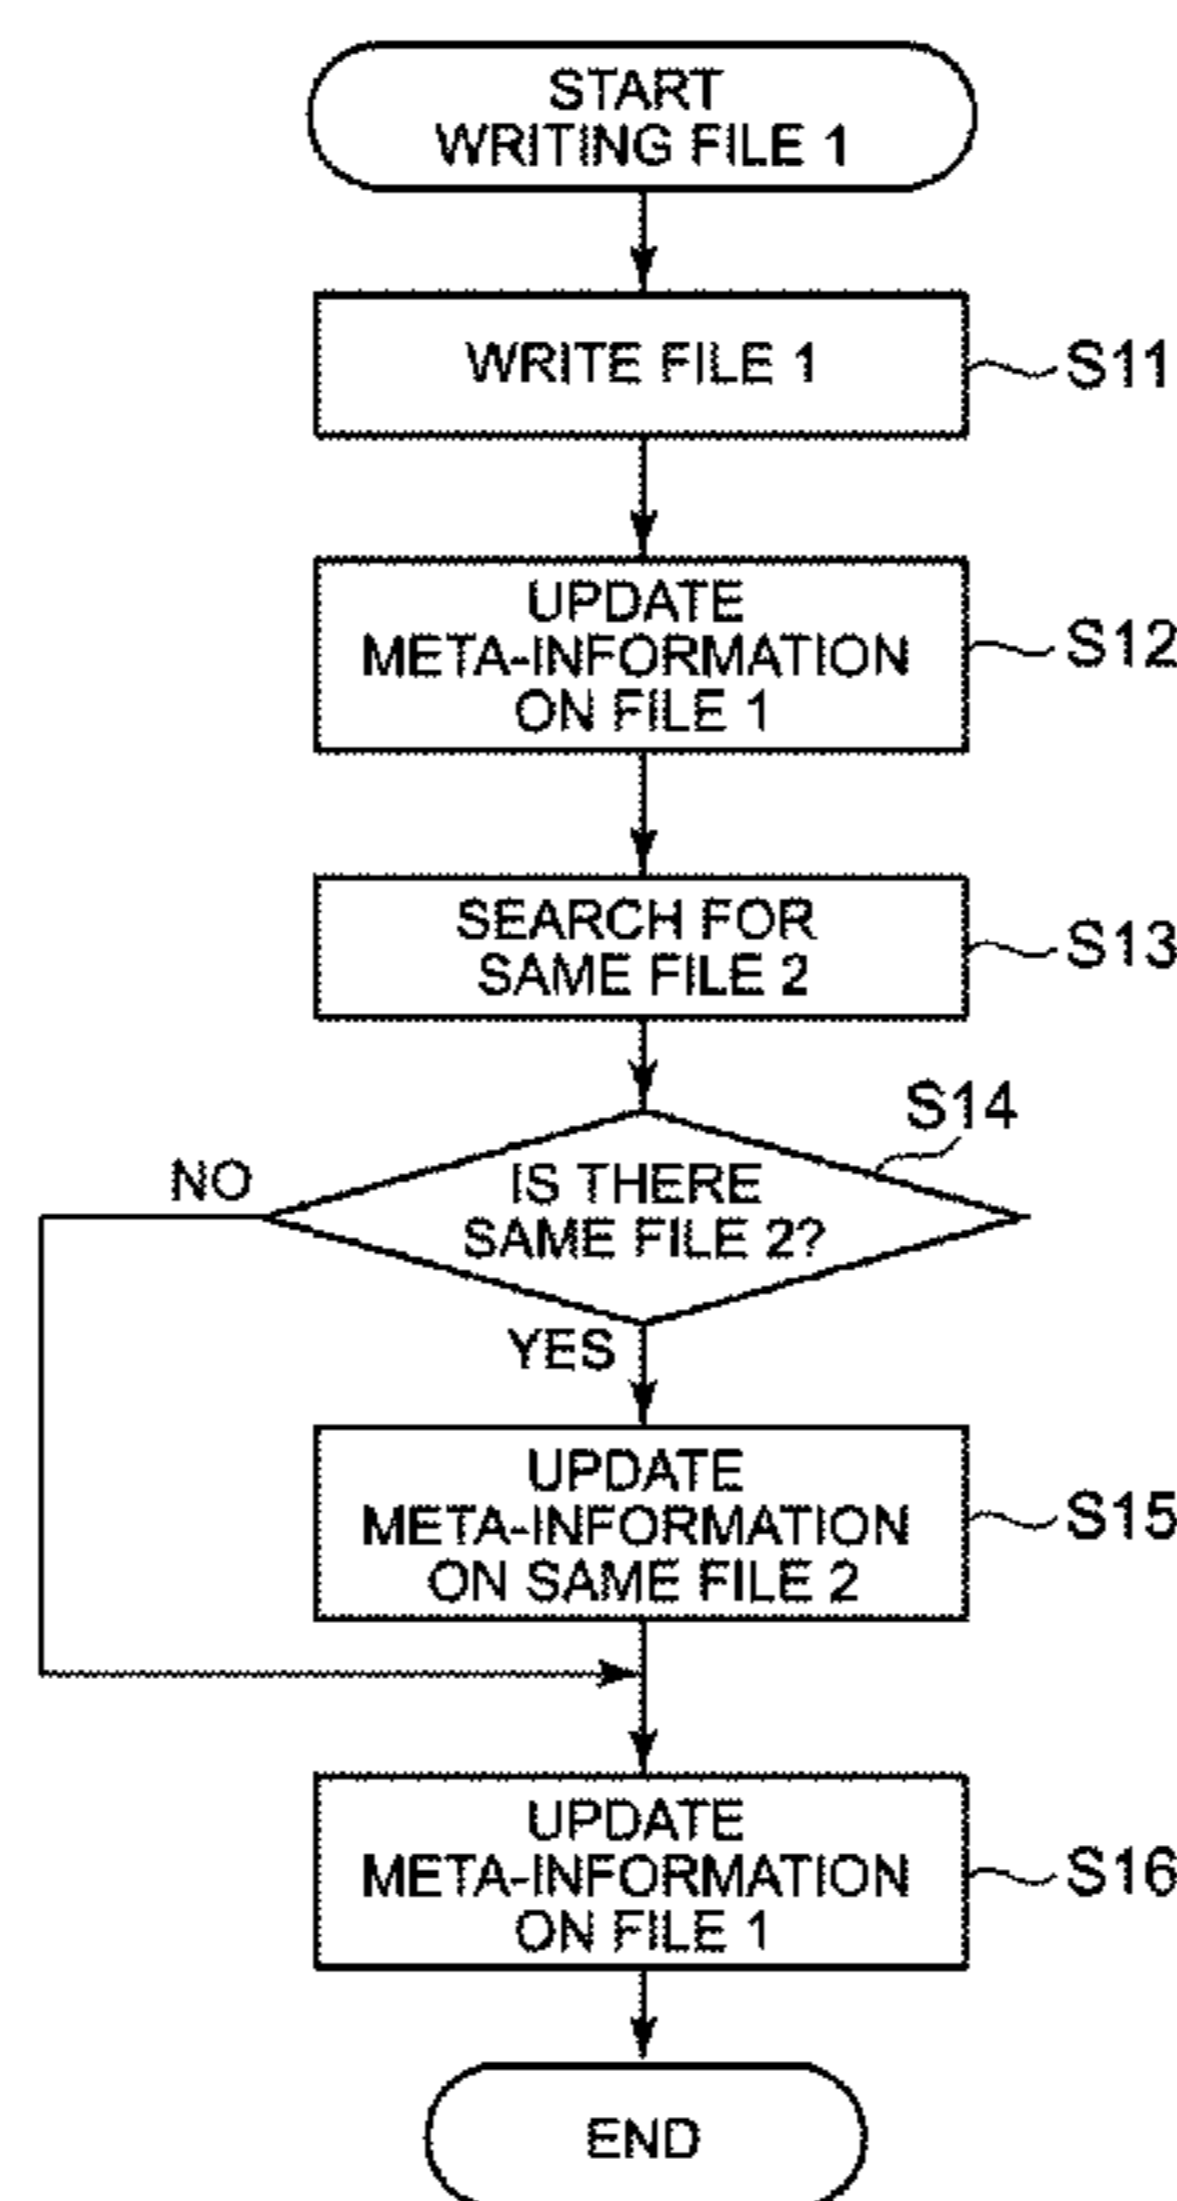 START
WRITING FILE 1
WRITE FILE 1
S11
UPDATE
META-INFORMATION
ON FILE 1
S12
SEARCH FOR
SAME FILE 2
S13
S14
NO
IS THERE
SAME FILE 2?
YES
UPDATE
META-INFORMATION
ON SAME FILE 2
S15
UPDATE
META-INFORMATION
ON FILE 1
S16
END